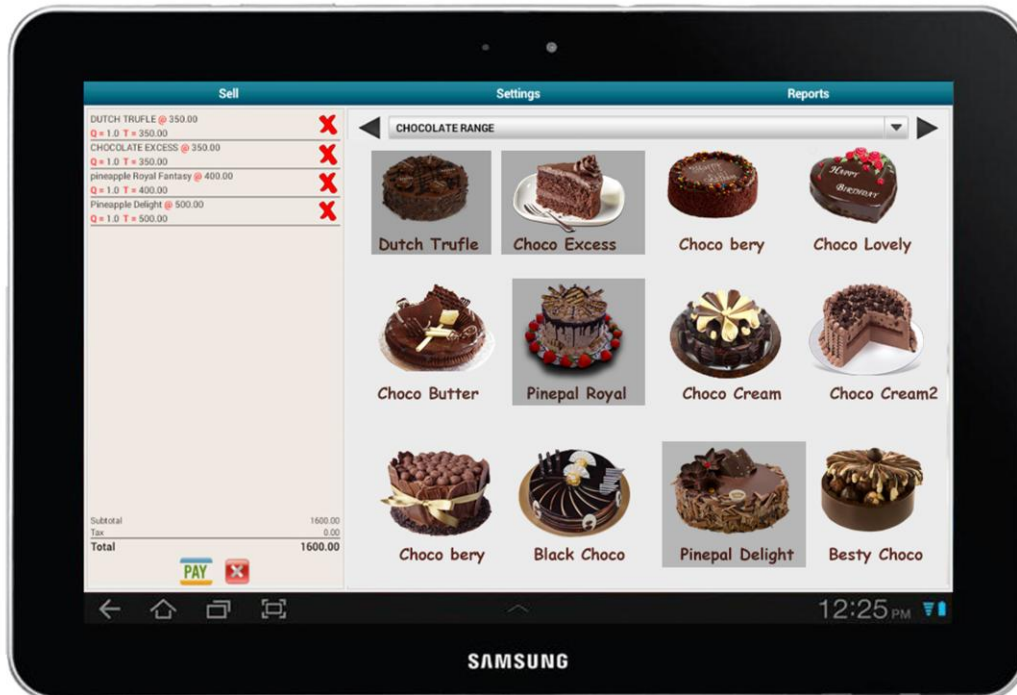 Sell Settings Reports
DUTCH TRUFLE @ 350.00
Q = 1.0 T = 350.00
CHOCOLATE EXCESS @ 350.00
Q = 1.0 T = 350.00
pineapple Royal Fantasy @ 400.00
Q = 1.0 T = 400.00
Pineapple Delight @ 500.00
Q = 1.0 T = 500.00
Subtotal 1600.00
Tax 0.00
Total 1600.00
PAY
CHOCOLATE RANGE
HAPPY
BIRTHDAY
Dutch Trufle Choco Excess Choco bery Choco Lovely
Choco Butter Pinepal Royal Choco Cream Choco Cream2
Choco bery Black Choco Pinepal Delight Besty Choco
12:25 PM
SAMSUNG